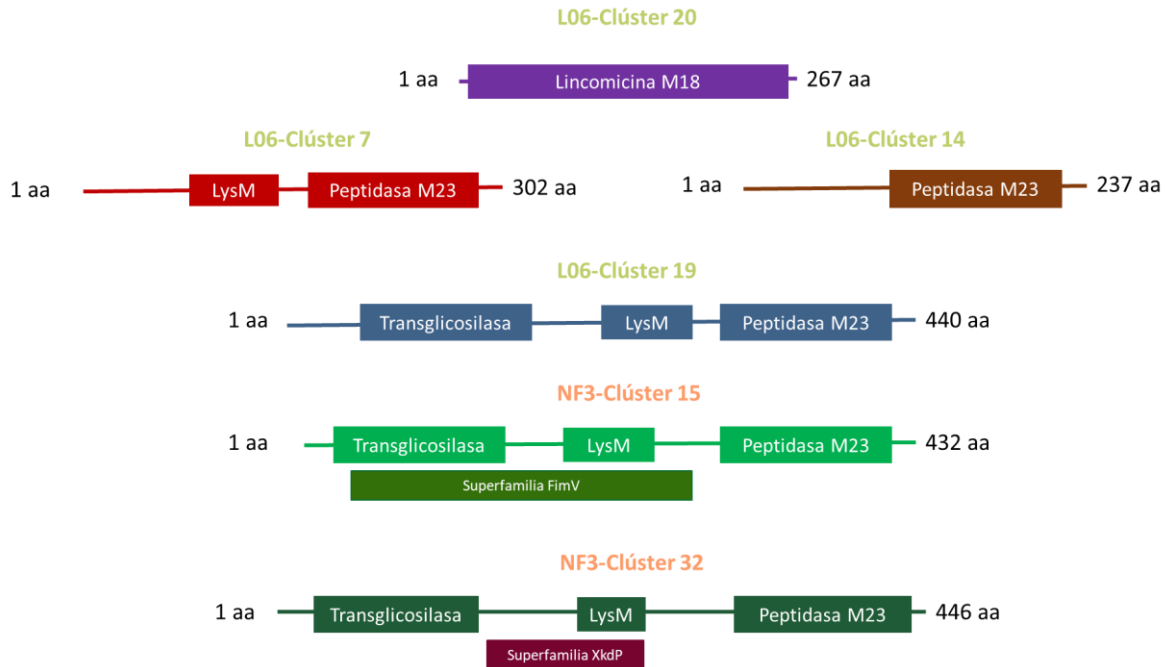 L06-Clúster 20
1 aa Lincomicina M18 267 aa
L06-Clúster 7
1 aa LysM Peptidasa M23 302 aa
L06-Clúster 14
1 aa Peptidasa M23 237 aa
L06-Clúster 19
1 aa Transglicosilasa LysM Peptidasa M23 440 aa
NF3-Clúster 15
1 aa Transglicosilasa LysM Peptidasa M23 432 aa
Superfamilia FimV
NF3-Clúster 32
1 aa Transglicosilasa LysM Peptidasa M23 446 aa
Superfamilia XkdP